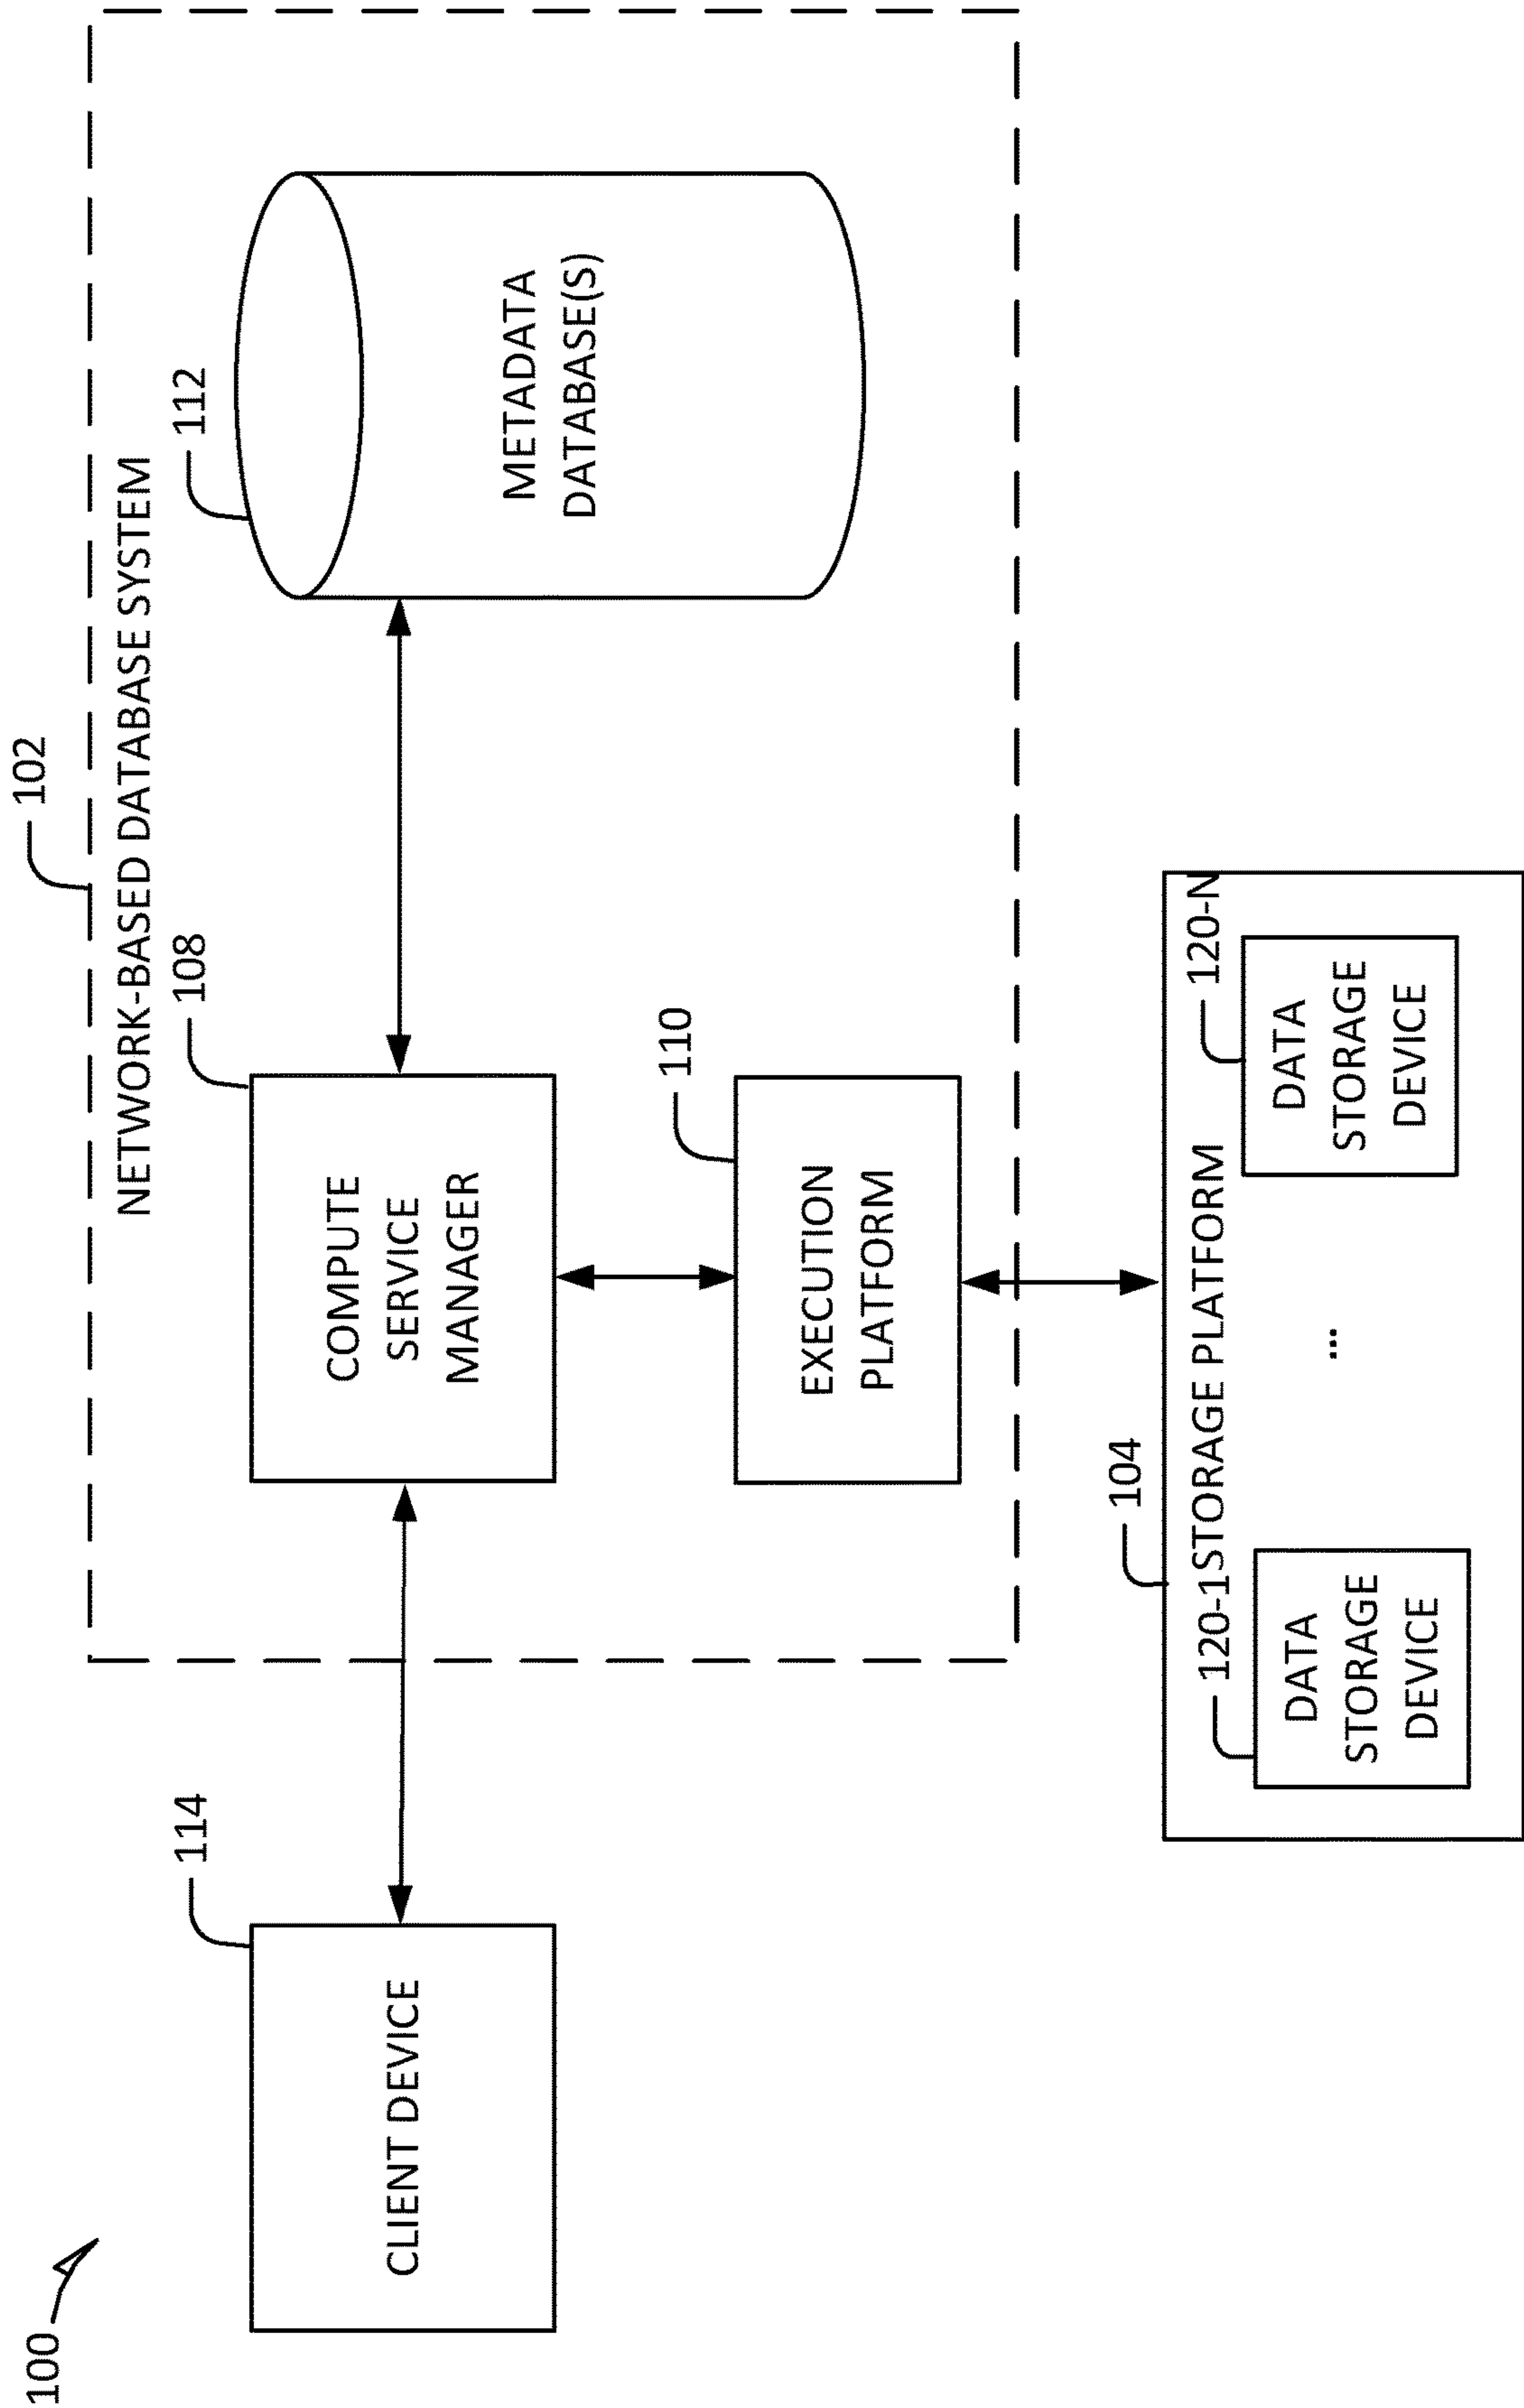 100
102
NETWORK-BASED DATABASE SYSTEM
114
108
112
CLIENT DEVICE
COMPUTE
SERVICE
MANAGER
METADATA
DATABASE(S)
110
EXECUTION
PLATFORM
104
STORAGE PLATFORM
120-1
120-N
DATA
STORAGE
DEVICE
...
DATA
STORAGE
DEVICE